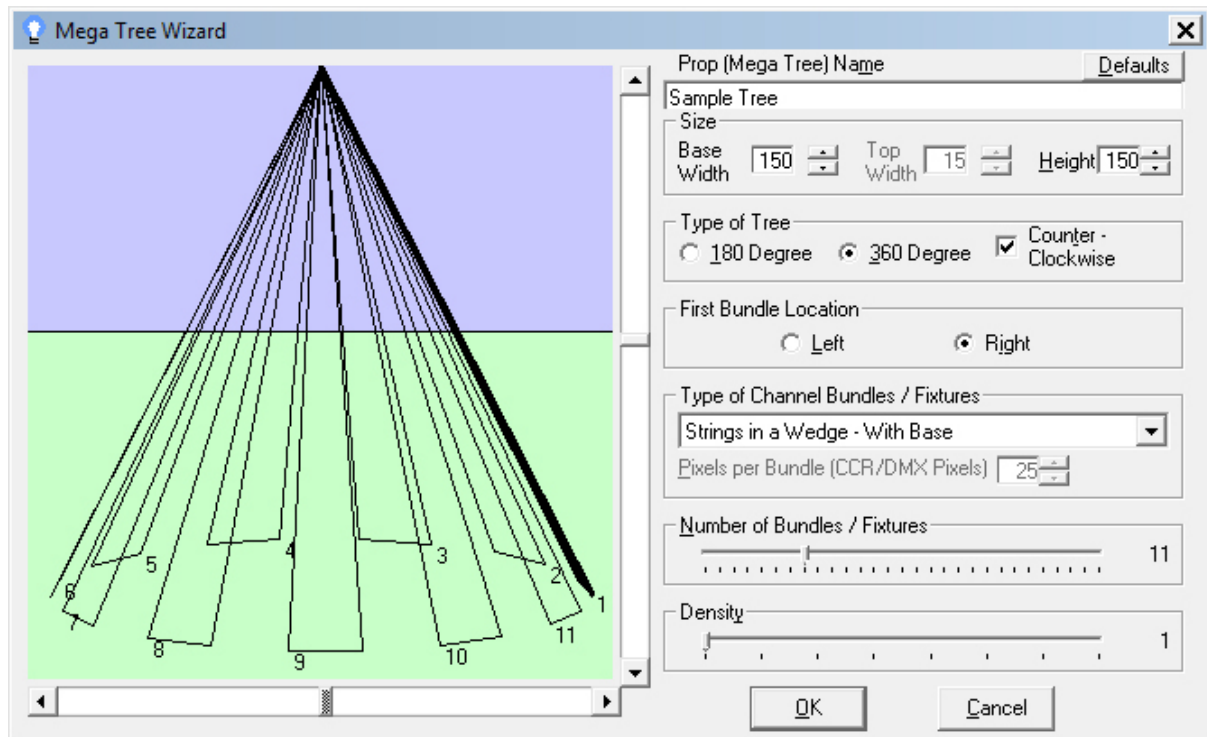 Mega Tree Wizard
Prop (Mega Tree) Name
Defaults
Sample Tree
Size
Base Width 150
Top Width 15
Height 150
Type of Tree
180 Degree
360 Degree
Counter - Clockwise
First Bundle Location
Left
Right
Type of Channel Bundles / Fixtures
Strings in a Wedge - With Base
Pixels per Bundle (CCR/DMX Pixels) 25
Number of Bundles / Fixtures
11
Density
1
OK
Cancel
4
3
5
2
6
1
7
11
8
10
9